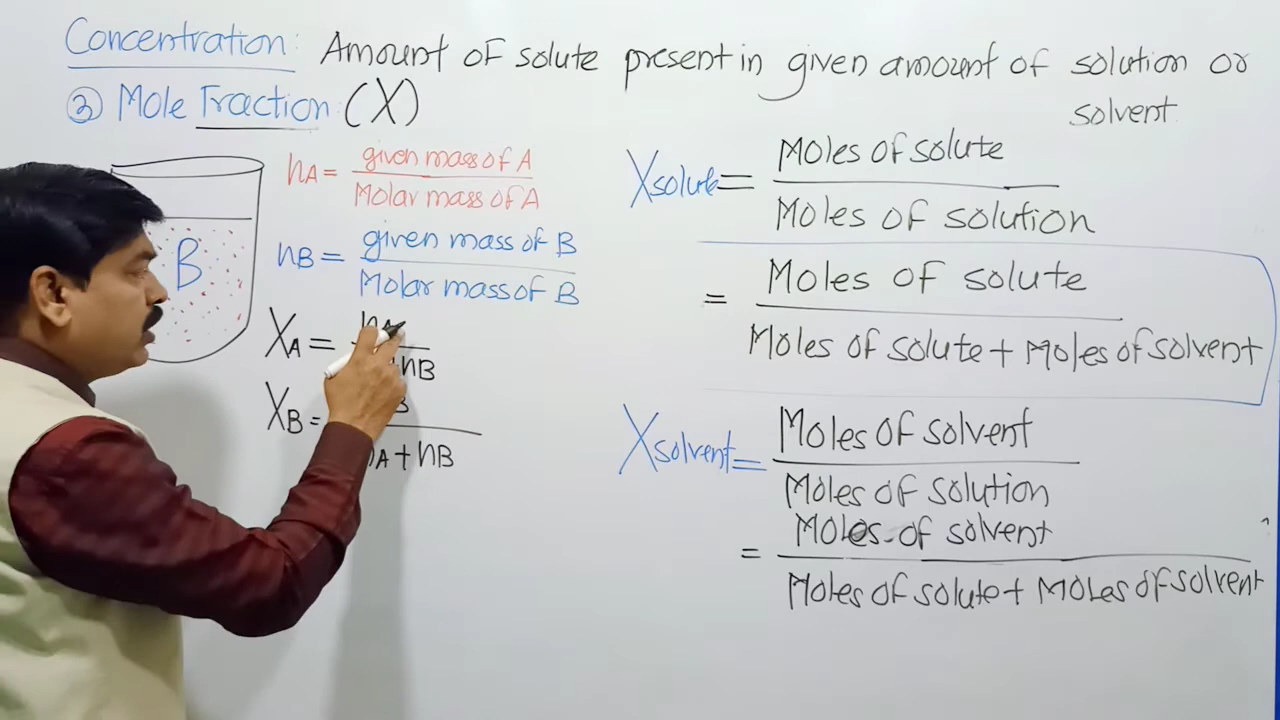 Concentration: Amount of solute present in given amount of solution or
solvent
③ Mole Fraction: (X)
nA = given mass of A
Molar mass of A
nB = given mass of B
Molar mass of B
B
XA = nA
+ nB
XB = B
nA + nB
Xsolute = Moles of solute
Moles of solution
= Moles of solute
Moles of solute + Moles of solvent
Xsolvent = Moles of solvent
Moles of solution
= Moles of solvent
Moles of solute + Moles of solvent